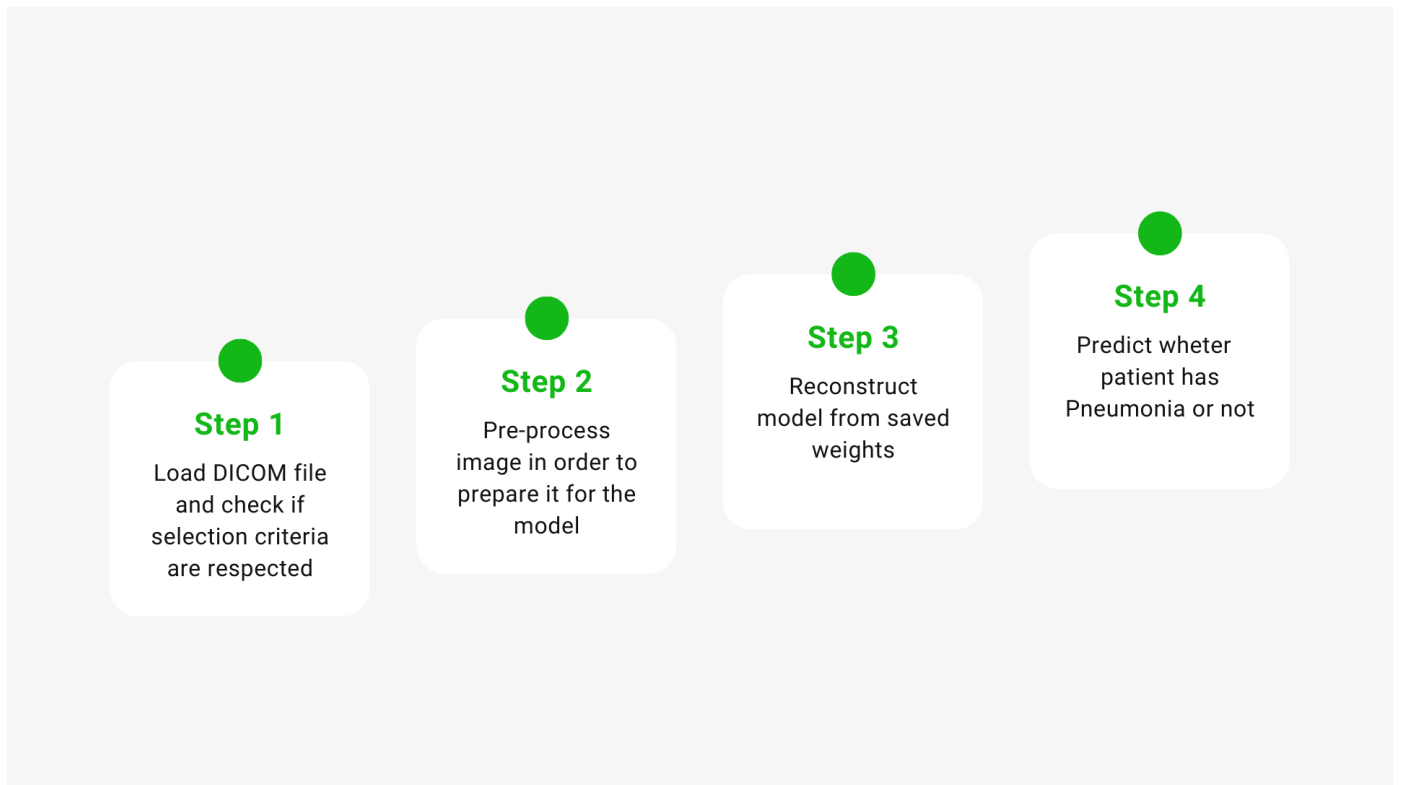 Step 1
Load DICOM file
and check if
selection criteria
are respected
Step 2
Pre-process
image in order to
prepare it for the
model
Step 3
Reconstruct
model from saved
weights
Step 4
Predict wheter
patient has
Pneumonia or not